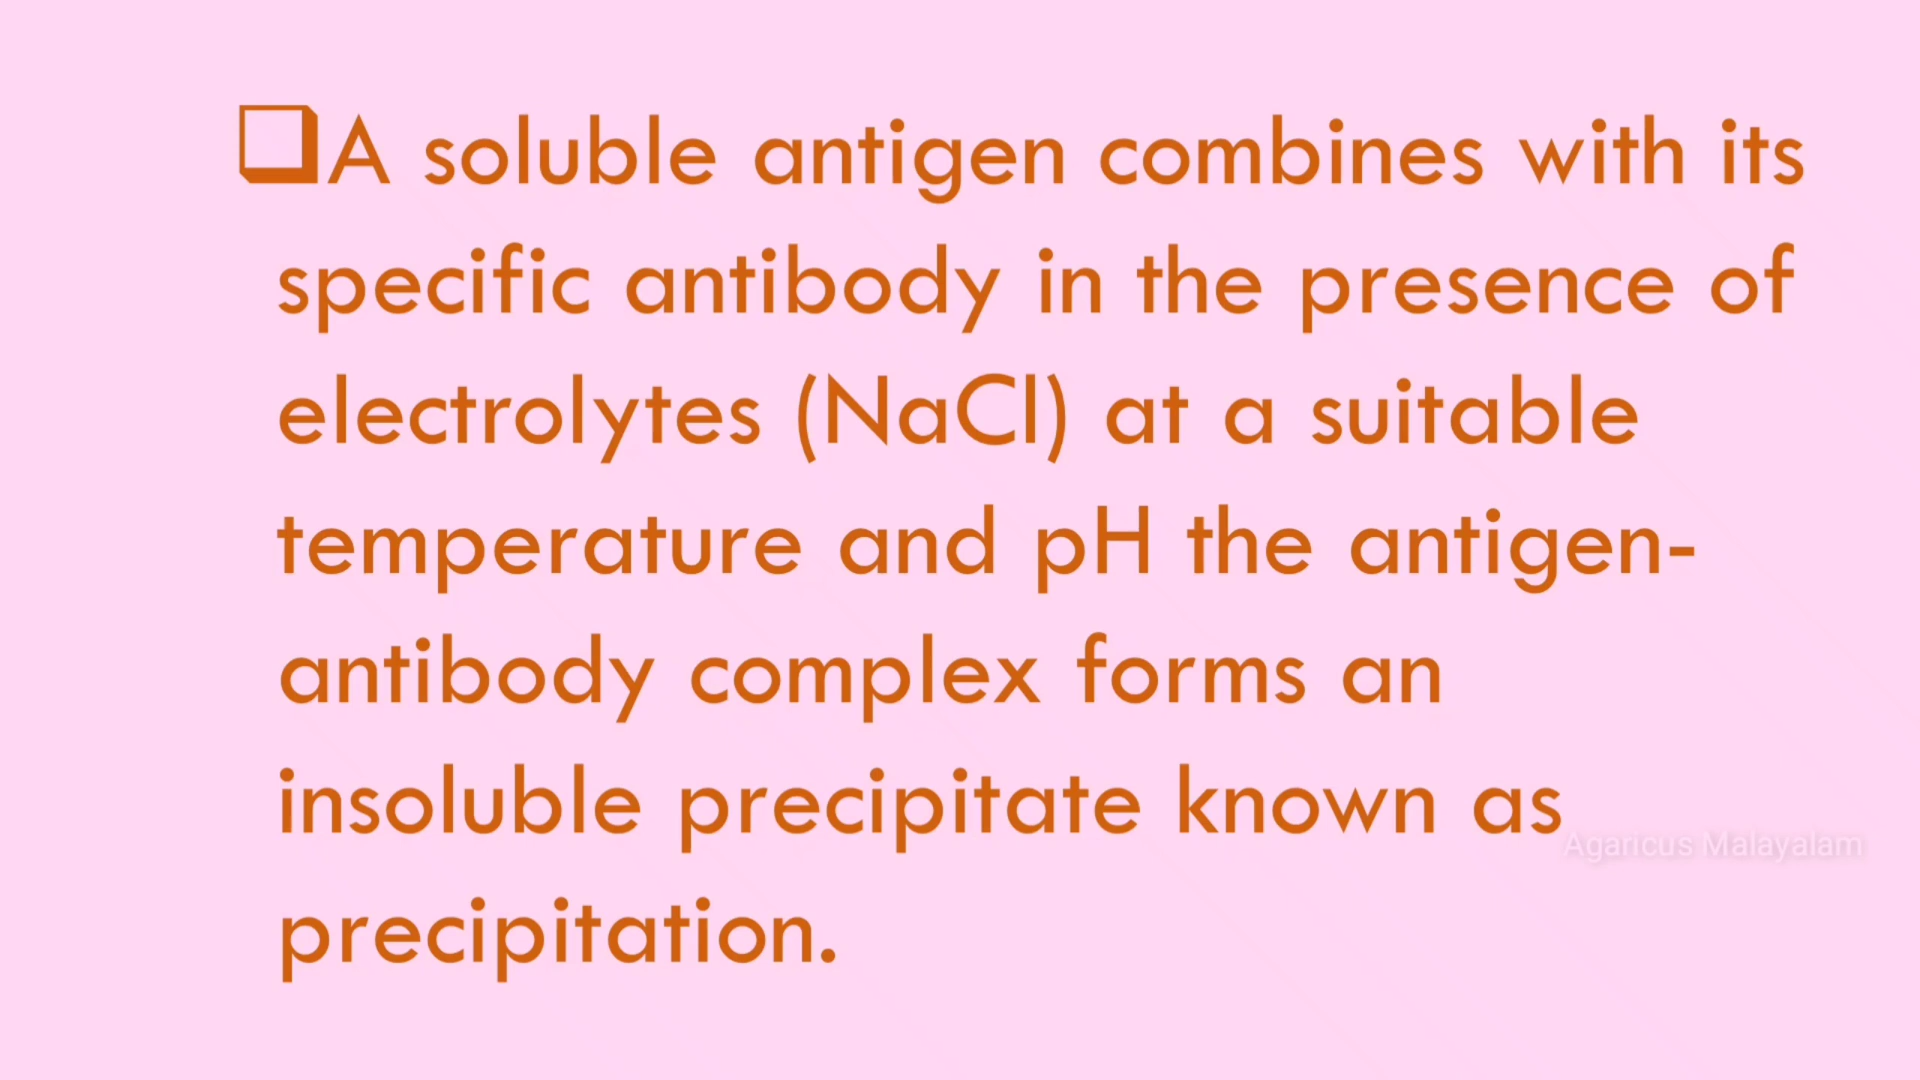 ❑A soluble antigen combines with its
specific antibody in the presence of
electrolytes (NaCl) at a suitable
temperature and pH the antigen-
antibody complex forms an
insoluble precipitate known as
Agaricus Malayalam
precipitation.